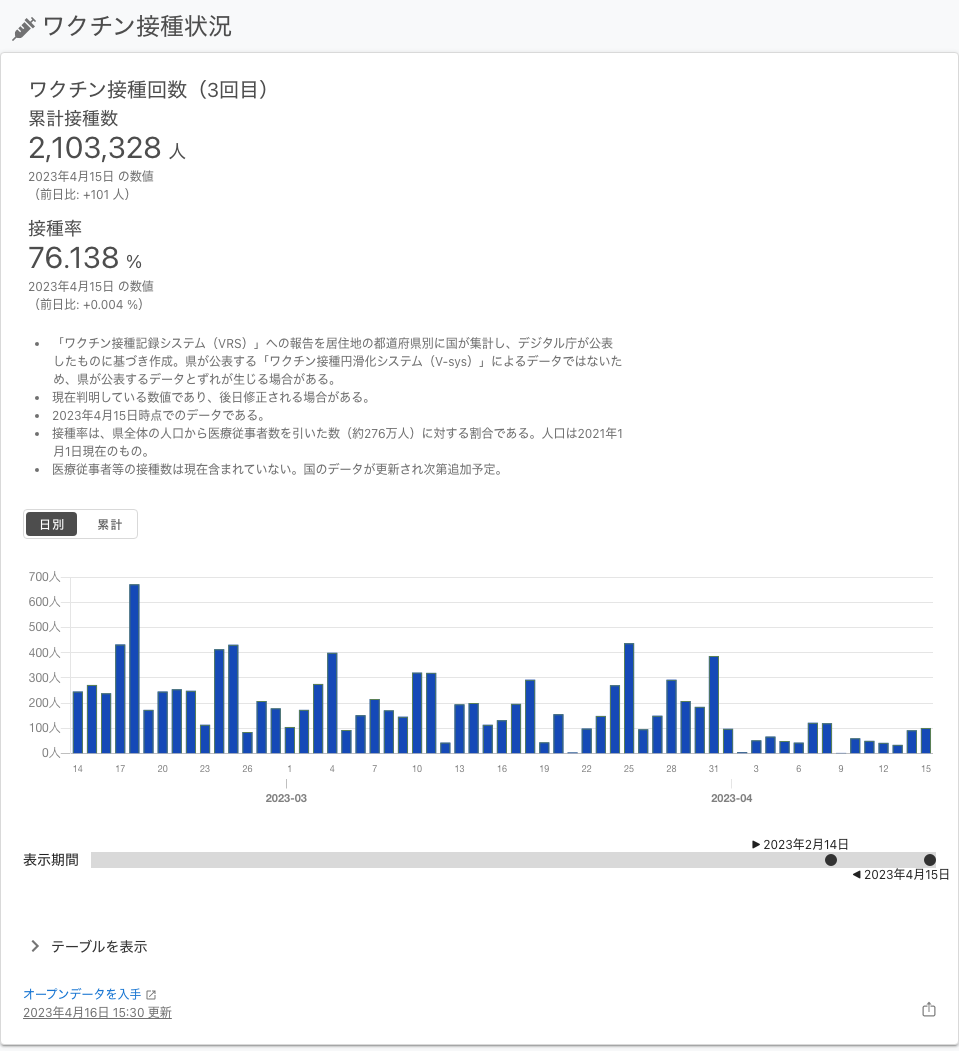 ワクチン接種状況
ワクチン接種回数（3回目）
累計接種数
2,103,328 人
2023年4月15日 の数値
（前日比: +101 人）
接種率
76.138 %
2023年4月15日 の数値
（前日比: +0.004 %）
• 「ワクチン接種記録システム（VRS）」への報告を居住地の都道府県別に国が集計し、デジタル庁が公表
したものに基づき作成。県が公表する「ワクチン接種円滑化システム（V-sys）」によるデータではないた
め、県が公表するデータとずれが生じる場合がある。
• 現在判明している数値であり、後日修正される場合がある。
• 2023年4月15日時点でのデータである。
• 接種率は、県全体の人口から医療従事者数を引いた数（約276万人）に対する割合である。人口は2021年1
月1日現在のもの。
• 医療従事者等の接種数は現在含まれていない。国のデータが更新され次第追加予定。
日別 累計
700人
600人
500人
400人
300人
200人
100人
0人
14 17 20 23 26 1 4 7 10 13 16 19 22 25 28 31 3 6 9 12 15
2023-03 2023-04
▶ 2023年2月14日
表示期間
◀ 2023年4月15日
テーブルを表示
オープンデータを入手
2023年4月16日 15:30 更新